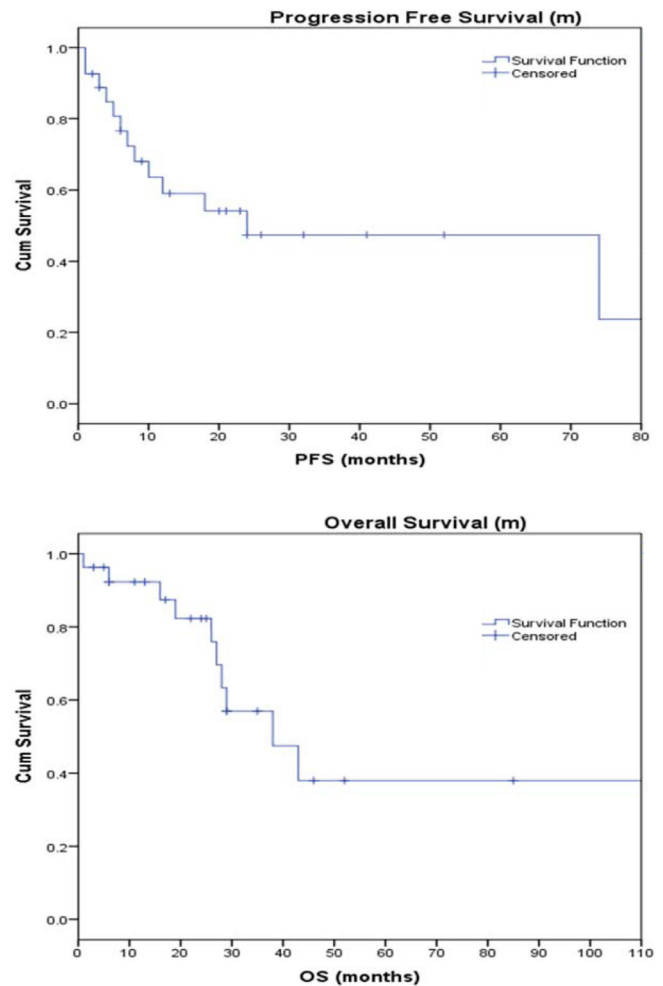 Progression Free Survival (m)
Cum Survival
1.0
0.8
0.6
0.4
0.2
0.0
Survival Function
Censored
0 10 20 30 40 50 60 70 80
PFS (months)
Overall Survival (m)
Cum Survival
1.0
0.8
0.6
0.4
0.2
0.0
Survival Function
Censored
0 10 20 30 40 50 60 70 80 90 100 110
OS (months)